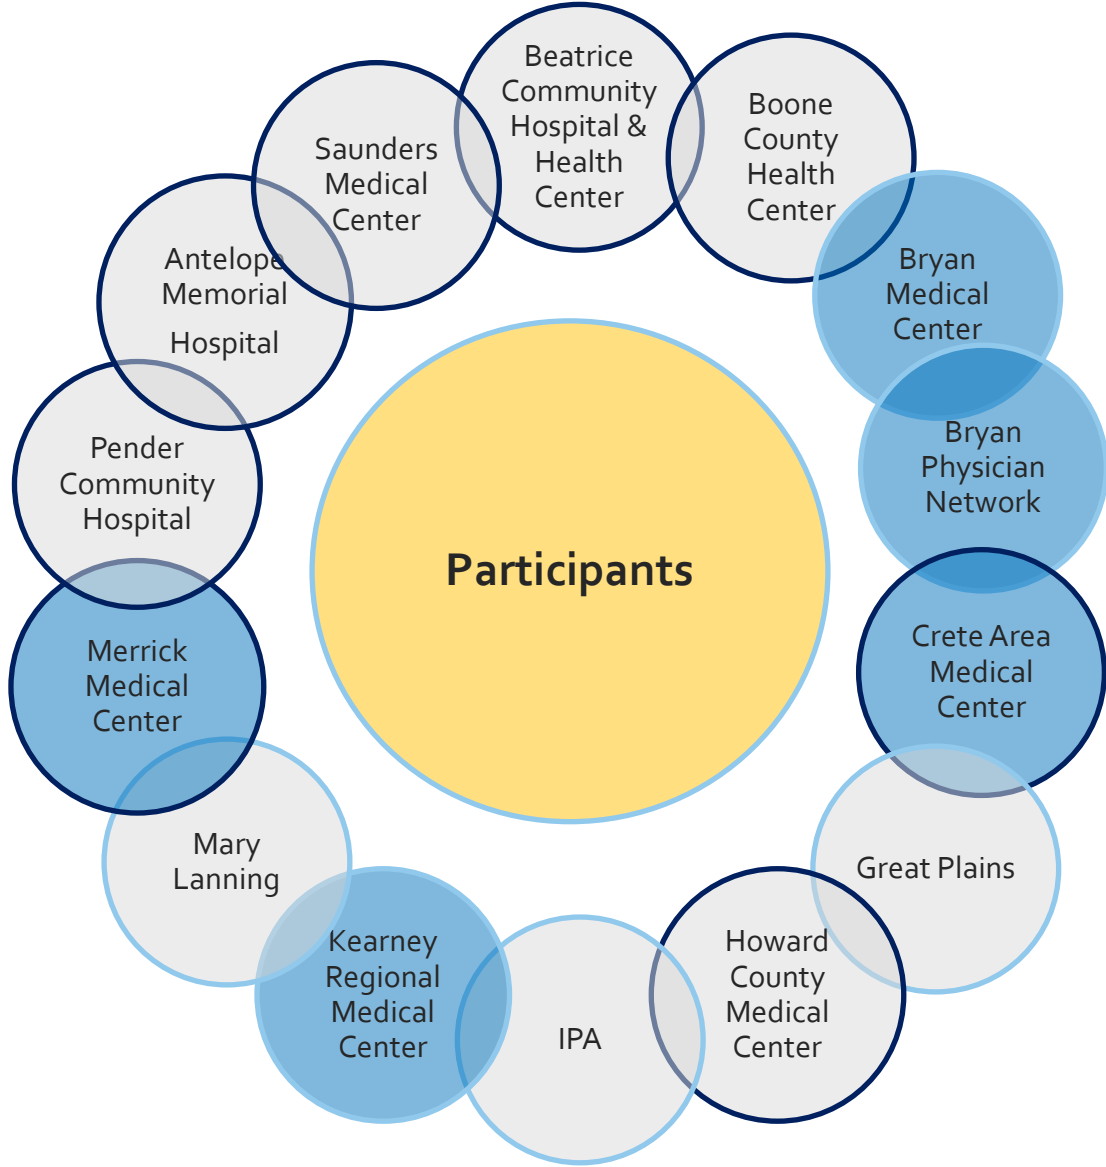 Beatrice
Community
Hospital &
Health
Center
Boone
County
Health
Center
Bryan
Medical
Center
Bryan
Physician
Network
Crete Area
Medical
Center
Great Plains
Howard
County
Medical
Center
IPA
Kearney
Regional
Medical
Center
Mary
Lanning
Merrick
Medical
Center
Pender
Community
Hospital
Antelope
Memorial
Hospital
Saunders
Medical
Center
Participants